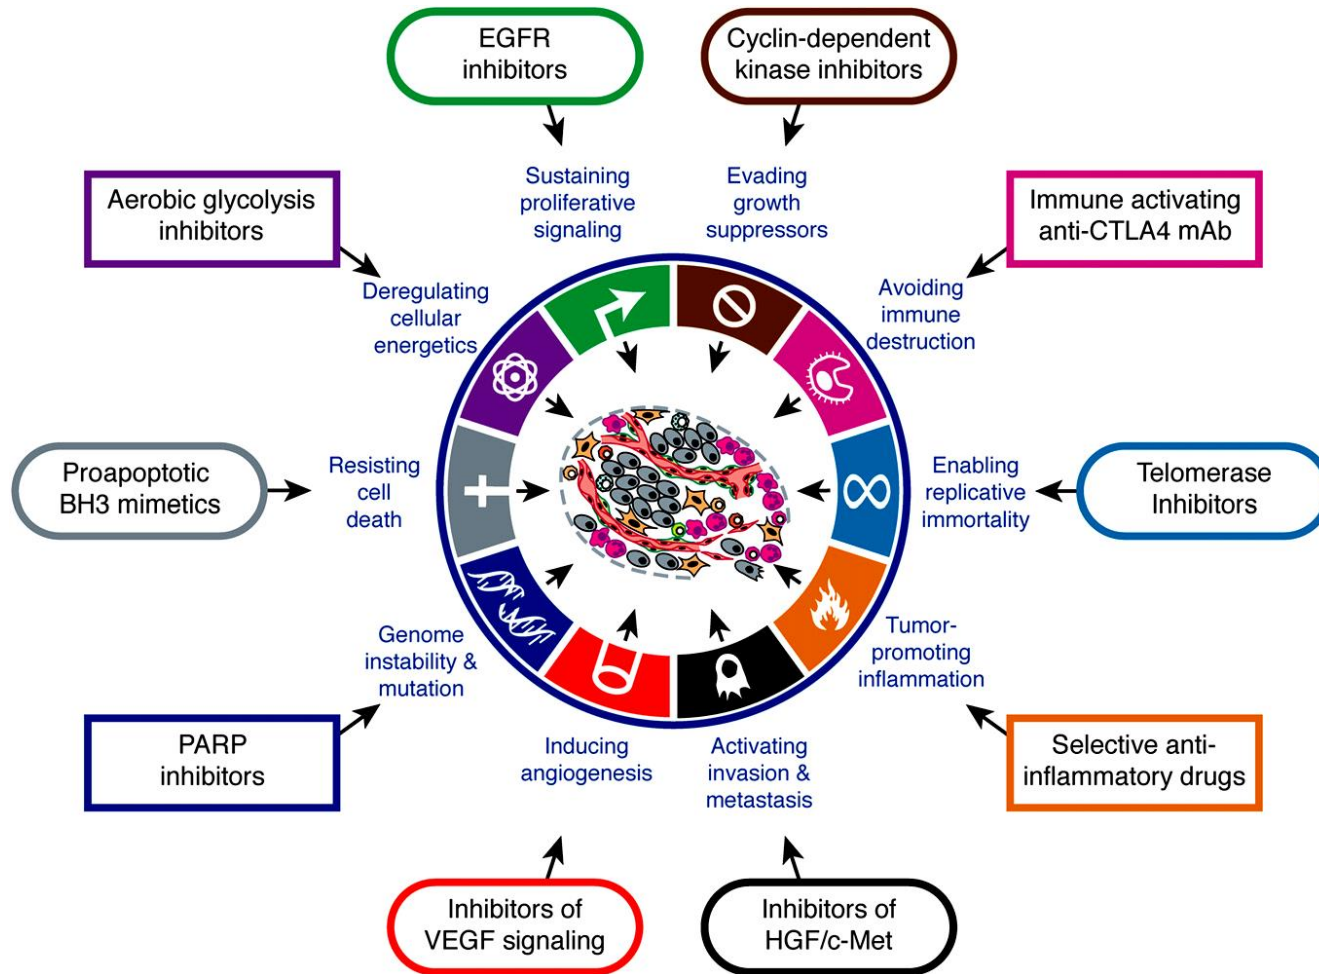 EGFR
inhibitors
Cyclin-dependent
kinase inhibitors
Sustaining
proliferative
signaling
Evading
growth
suppressors
Aerobic glycolysis
inhibitors
Immune activating
anti-CTLA4 mAb
Deregulating
cellular
energetics
Avoiding
immune
destruction
Proapoptotic
BH3 mimetics
Resisting
cell
death
Enabling
replicative
immortality
Telomerase
Inhibitors
Genome
instability &
mutation
Tumor-
promoting
inflammation
PARP
inhibitors
Inducing
angiogenesis
Activating
invasion &
metastasis
Selective anti-
inflammatory drugs
Inhibitors of
VEGF signaling
Inhibitors of
HGF/c-Met